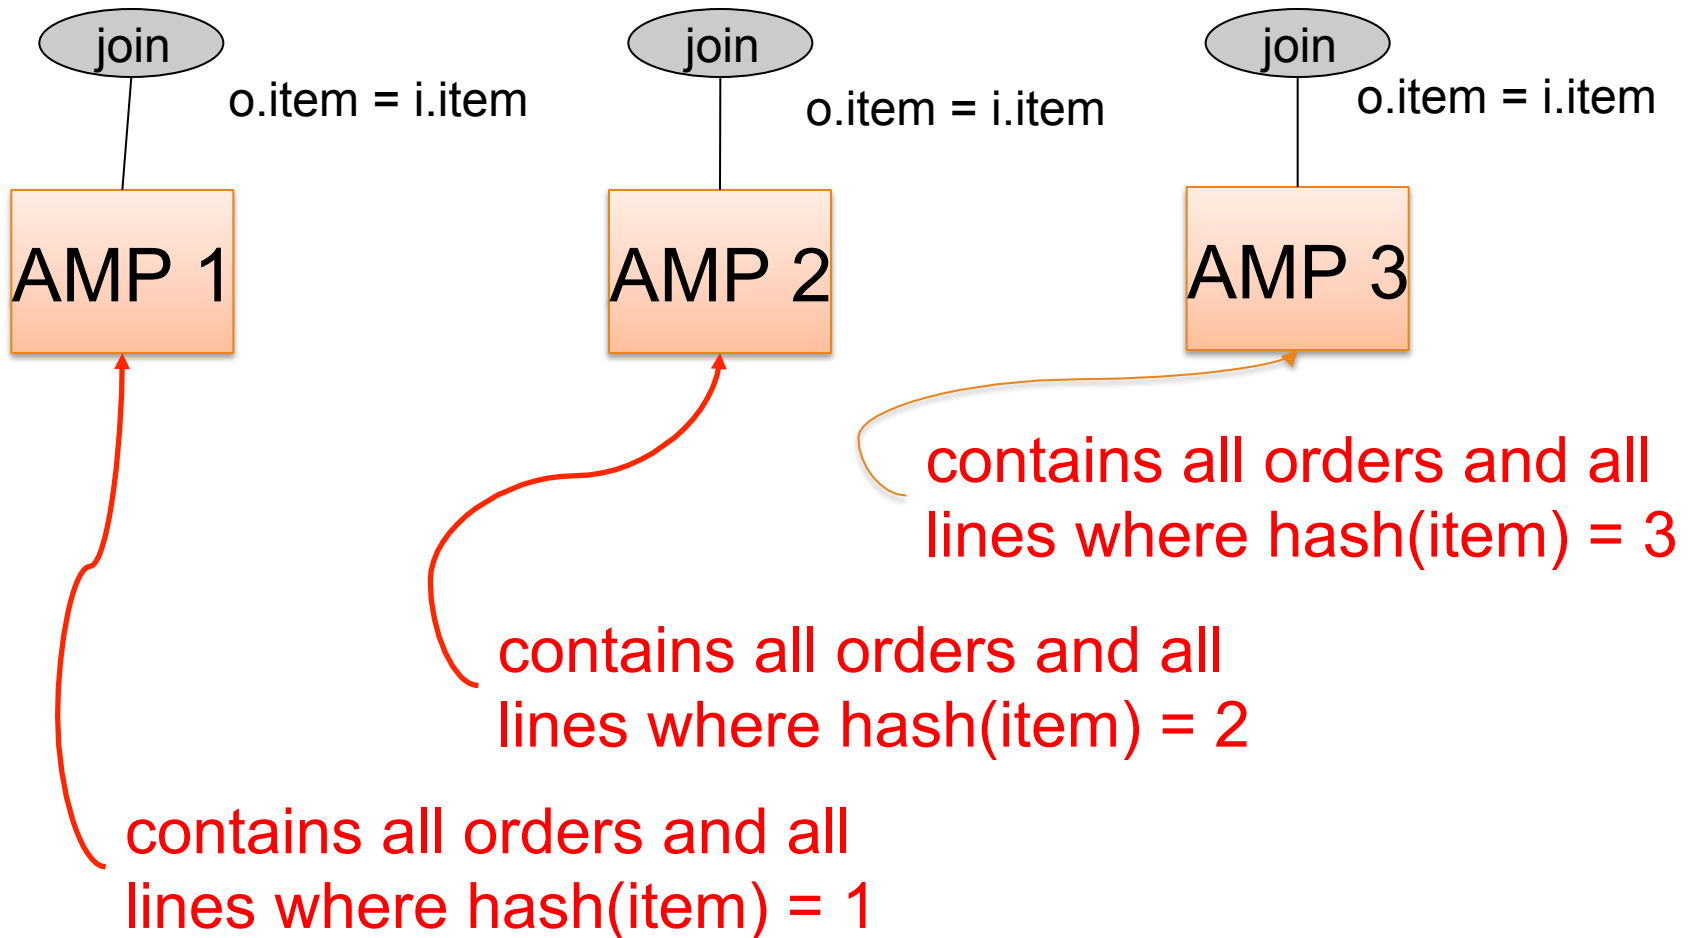 join
join
join
o.item = i.item
o.item = i.item
o.item = i.item
AMP 1
AMP 2
AMP 3
contains all orders and all
lines where hash(item) = 3
contains all orders and all
lines where hash(item) = 2
contains all orders and all
lines where hash(item) = 1